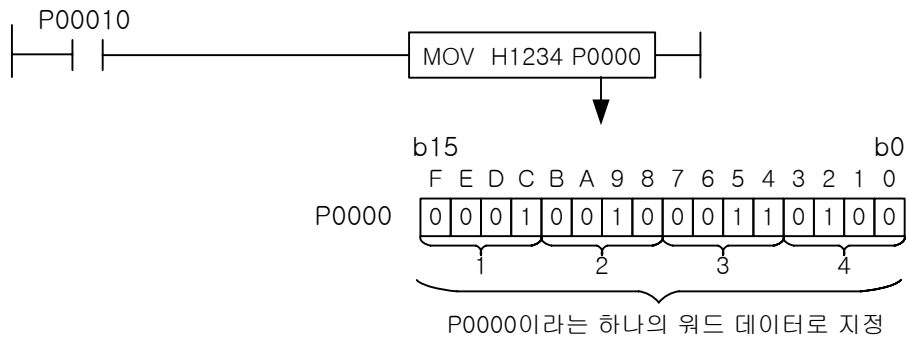 P00010
MOV H1234 P0000
b15 b0
F E D C B A 9 8 7 6 5 4 3 2 1 0
P0000 0 0 0 1 0 0 1 0 0 0 1 1 0 1 0 0
1 2 3 4
P0000이라는 하나의 워드 데이터로 지정